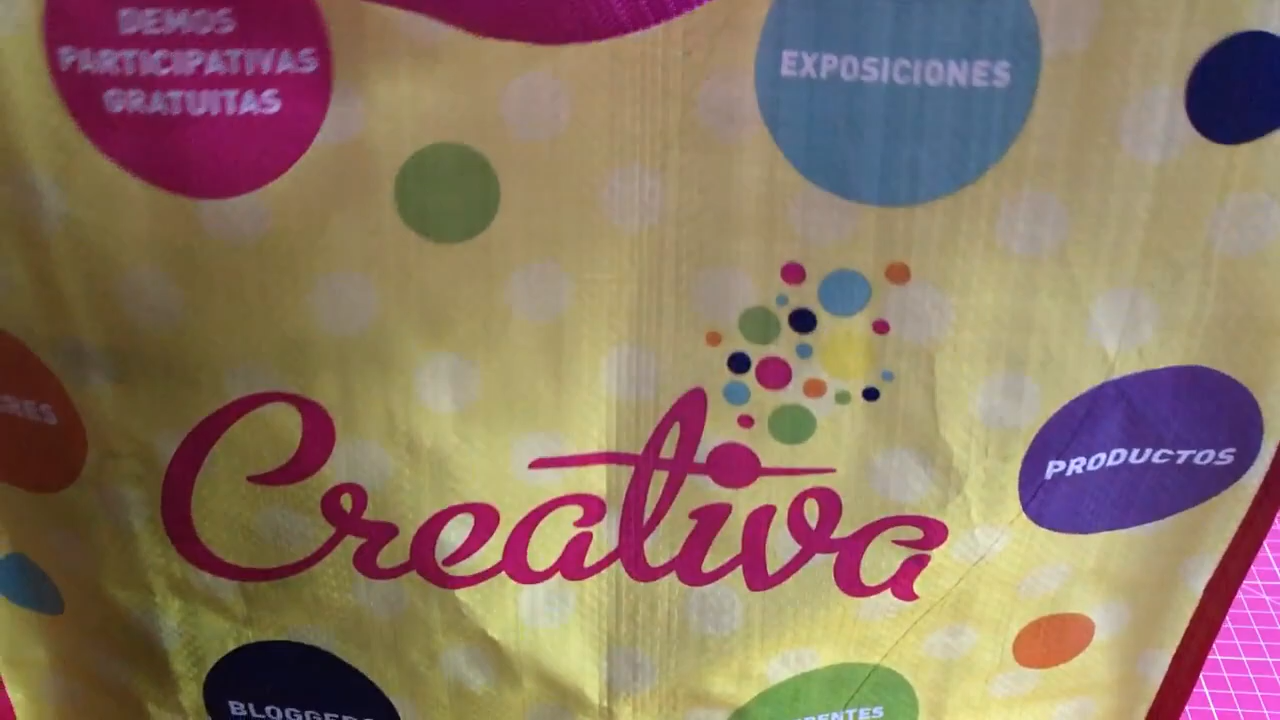 DEMOS
PARTICIPATIVAS
GRATUITAS
EXPOSICIONES
Creativa
PRODUCTOS